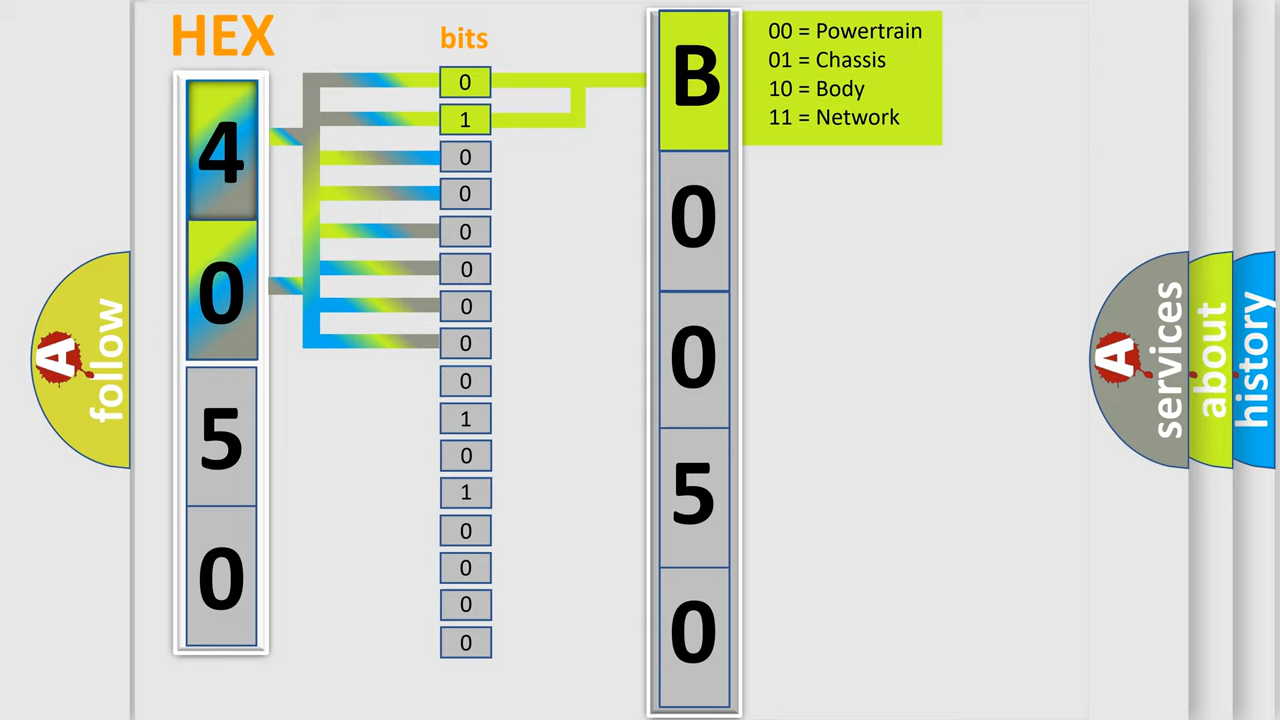 HEX
bits
4
0
5
0
0
1
0
0
0
0
0
0
0
1
0
1
0
0
0
0
B
0
0
5
0
00 = Powertrain
01 = Chassis
10 = Body
11 = Network
A
follow
A
services
about
history